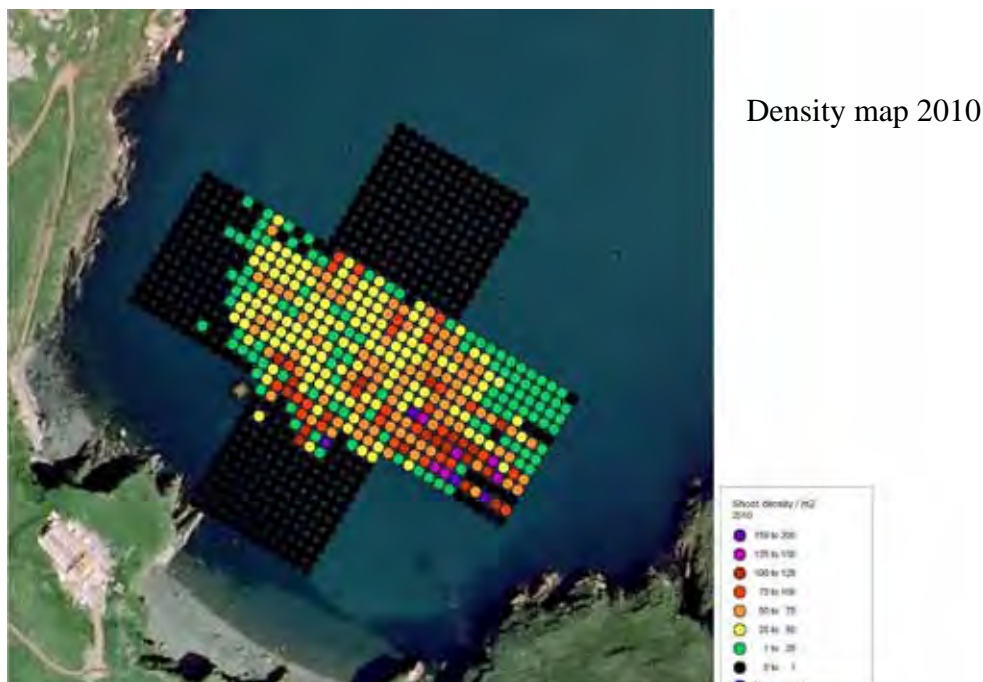 Density map 2010
Shoot density / m2
2010
150 to 200
125 to 150
100 to 125
75 to 100
50 to 75
25 to 50
1 to 25
0 to 1